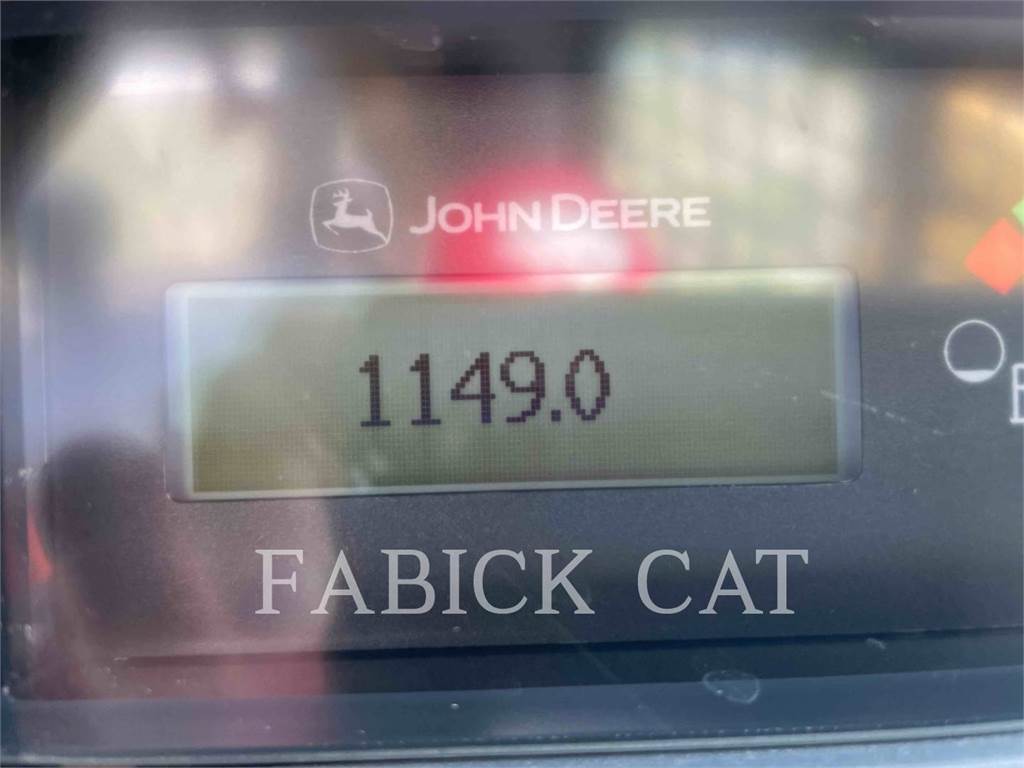 JOHN DEERE
1149.0
FABICK CAT